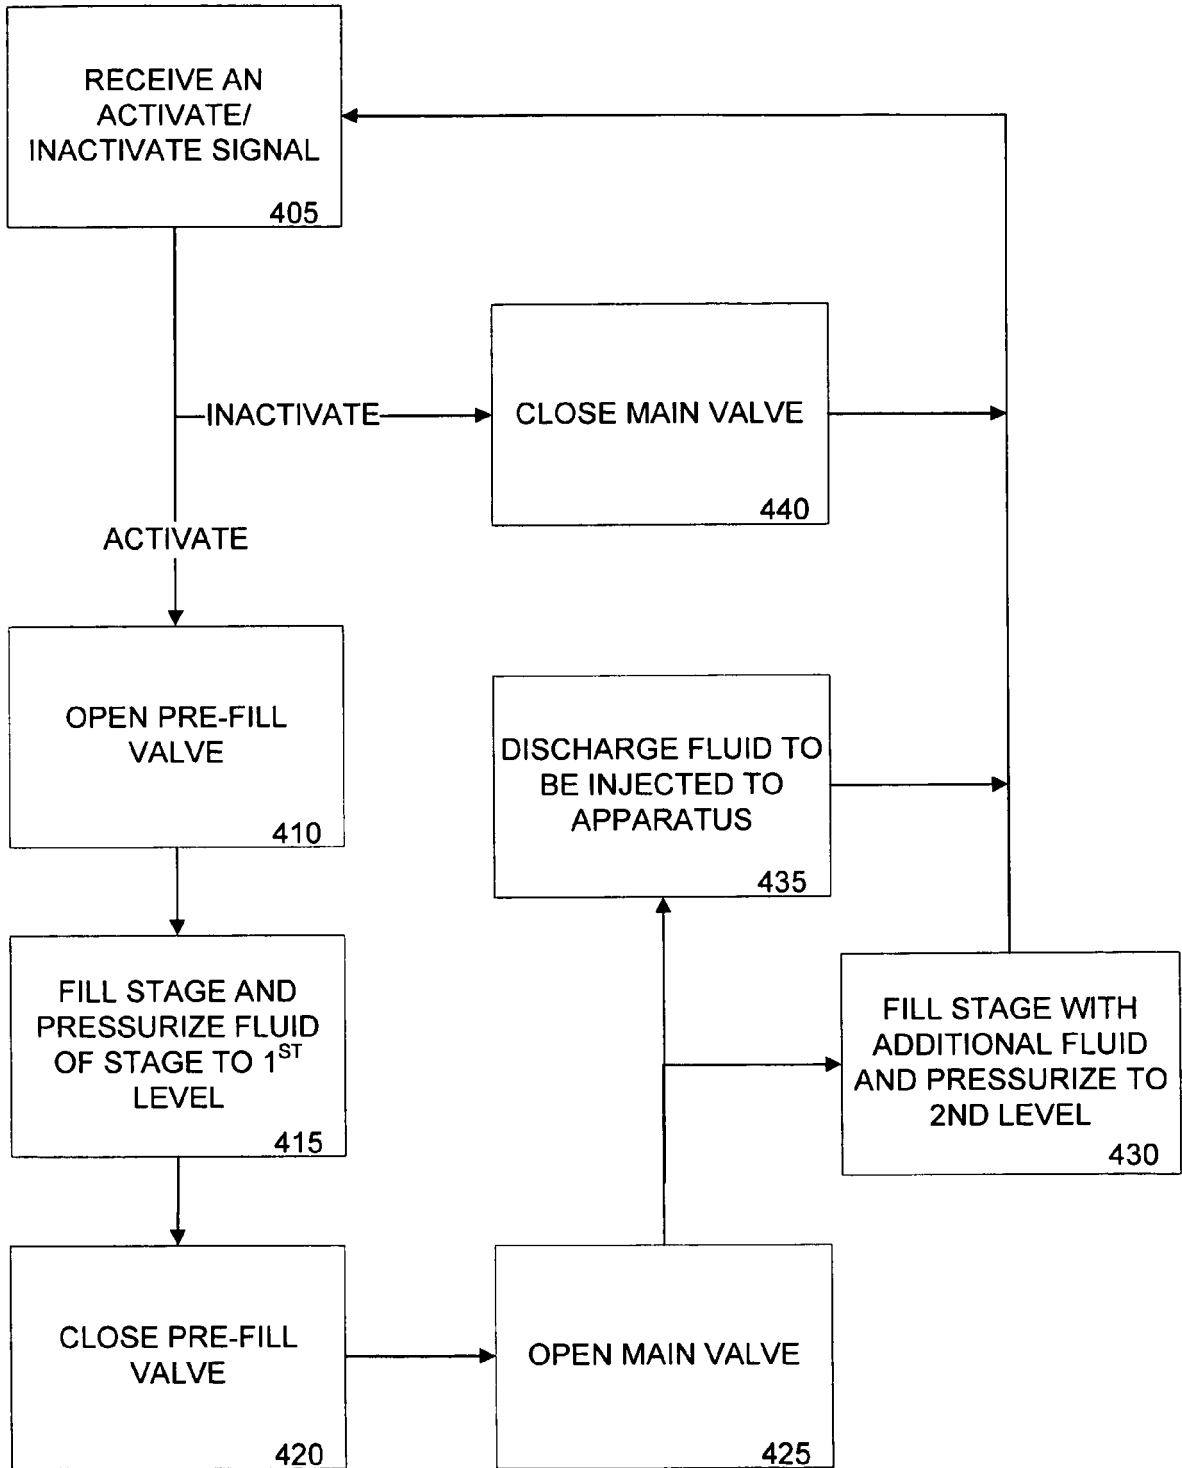 RECEIVE AN
ACTIVATE/
INACTIVATE SIGNAL
405
INACTIVATE
CLOSE MAIN VALVE
440
ACTIVATE
OPEN PRE-FILL
VALVE
410
DISCHARGE FLUID TO
BE INJECTED TO
APPARATUS
435
FILL STAGE AND
PRESSURIZE FLUID
OF STAGE TO 1ST
LEVEL
415
FILL STAGE WITH
ADDITIONAL FLUID
AND PRESSURIZE TO
2ND LEVEL
430
CLOSE PRE-FILL
VALVE
420
OPEN MAIN VALVE
425